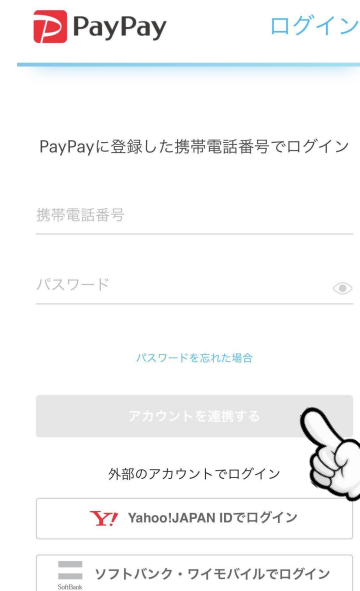 PayPay ログイン
PayPayに登録した携帯電話番号でログイン
携帯電話番号
パスワード
パスワードを忘れた場合
アカウントを連携する
外部のアカウントでログイン
Y! Yahoo!JAPAN IDでログイン
SoftBank ソフトバンク・ワイモバイルでログイン